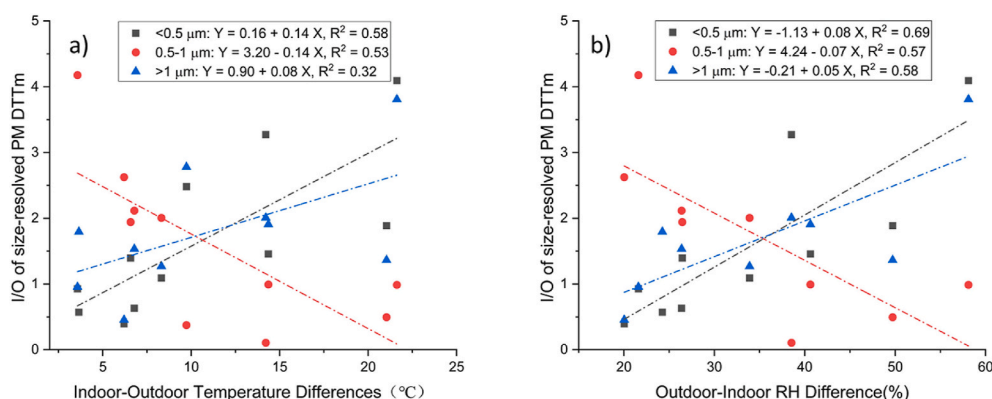 a)
<0.5 μm: Y = 0.16 + 0.14 X, R² = 0.58
0.5-1 μm: Y = 3.20 - 0.14 X, R² = 0.53
>1 μm: Y = 0.90 + 0.08 X, R² = 0.32
I/O of size-resolved PM DTTm
5
4
3
2
1
0
5
10
15
20
25
Indoor-Outdoor Temperature Differences (℃)
b)
<0.5 μm: Y = -1.13 + 0.08 X, R² = 0.69
0.5-1 μm: Y = 4.24 - 0.07 X, R² = 0.57
>1 μm: Y = -0.21 + 0.05 X, R² = 0.58
I/O of size-resolved PM DTTm
5
4
3
2
1
0
20
30
40
50
60
Outdoor-Indoor RH Difference(%)